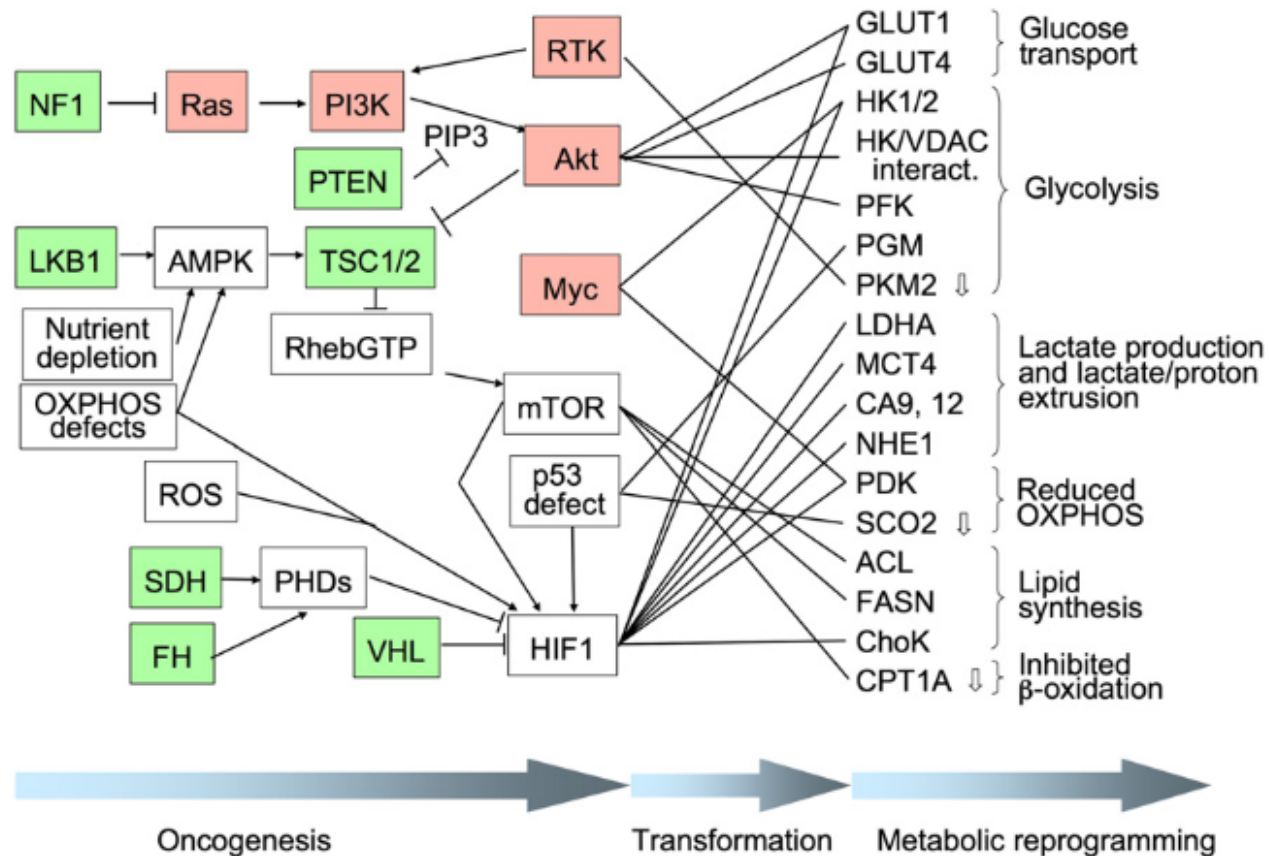 RTK
NF1
Ras
PI3K
PIP3
Akt
PTEN
LKB1
AMPK
TSC1/2
Myc
Nutrient
depletion
RhebGTP
OXPHOS
defects
mTOR
ROS
p53
defect
SDH
PHDs
FH
VHL
HIF1
GLUT1
GLUT4
HK1/2
HK/VDAC
interact.
PFK
PGM
PKM2
LDHA
MCT4
CA9, 12
NHE1
PDK
SCO2
ACL
FASN
ChoK
CPT1A
Glucose
transport
Glycolysis
Lactate production
and lactate/proton
extrusion
Reduced
OXPHOS
Lipid
synthesis
Inhibited
β-oxidation
Oncogenesis
Transformation
Metabolic reprogramming